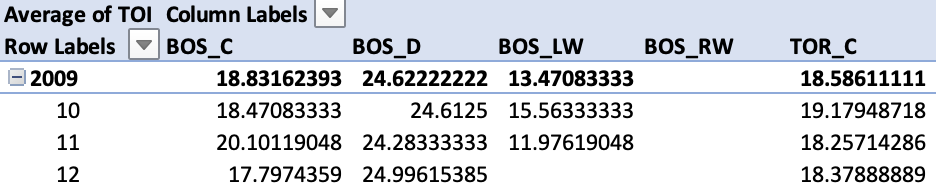 Average of TOI Column Labels
Row Labels BOS_C BOS_D BOS_LW BOS_RW TOR_C
2009 18.83162393 24.62222222 13.47083333 18.58611111
10 18.47083333 24.6125 15.56333333 19.17948718
11 20.10119048 24.28333333 11.97619048 18.25714286
12 17.7974359 24.99615385 18.37888889